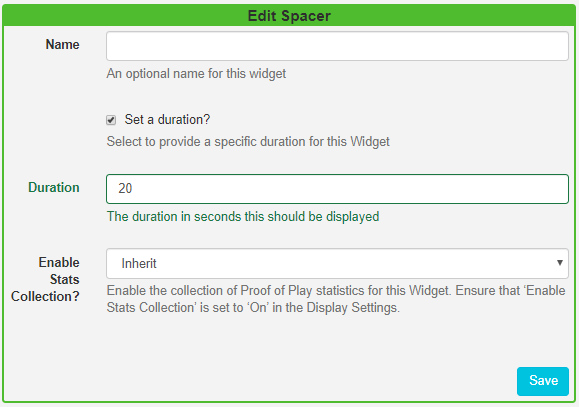 Edit Spacer
Name
An optional name for this widget
Set a duration?
Select to provide a specific duration for this Widget
Duration
20
The duration in seconds this should be displayed
Enable
Stats
Collection?
Inherit
Enable the collection of Proof of Play statistics for this Widget. Ensure that ‘Enable
Stats Collection’ is set to ‘On’ in the Display Settings.
Save